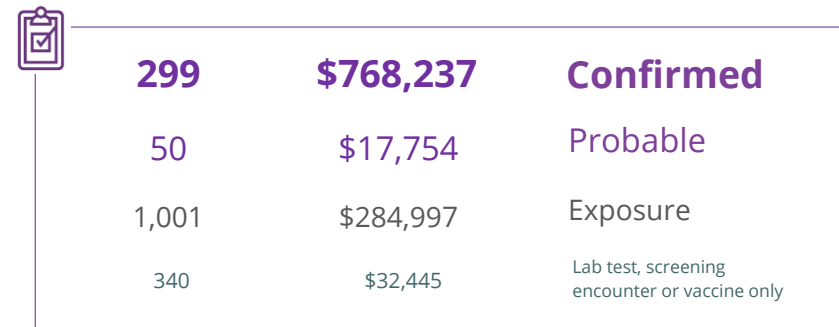 299 $768,237 Confirmed
50 $17,754 Probable
1,001 $284,997 Exposure
340 $32,445 Lab test, screening
encounter or vaccine only